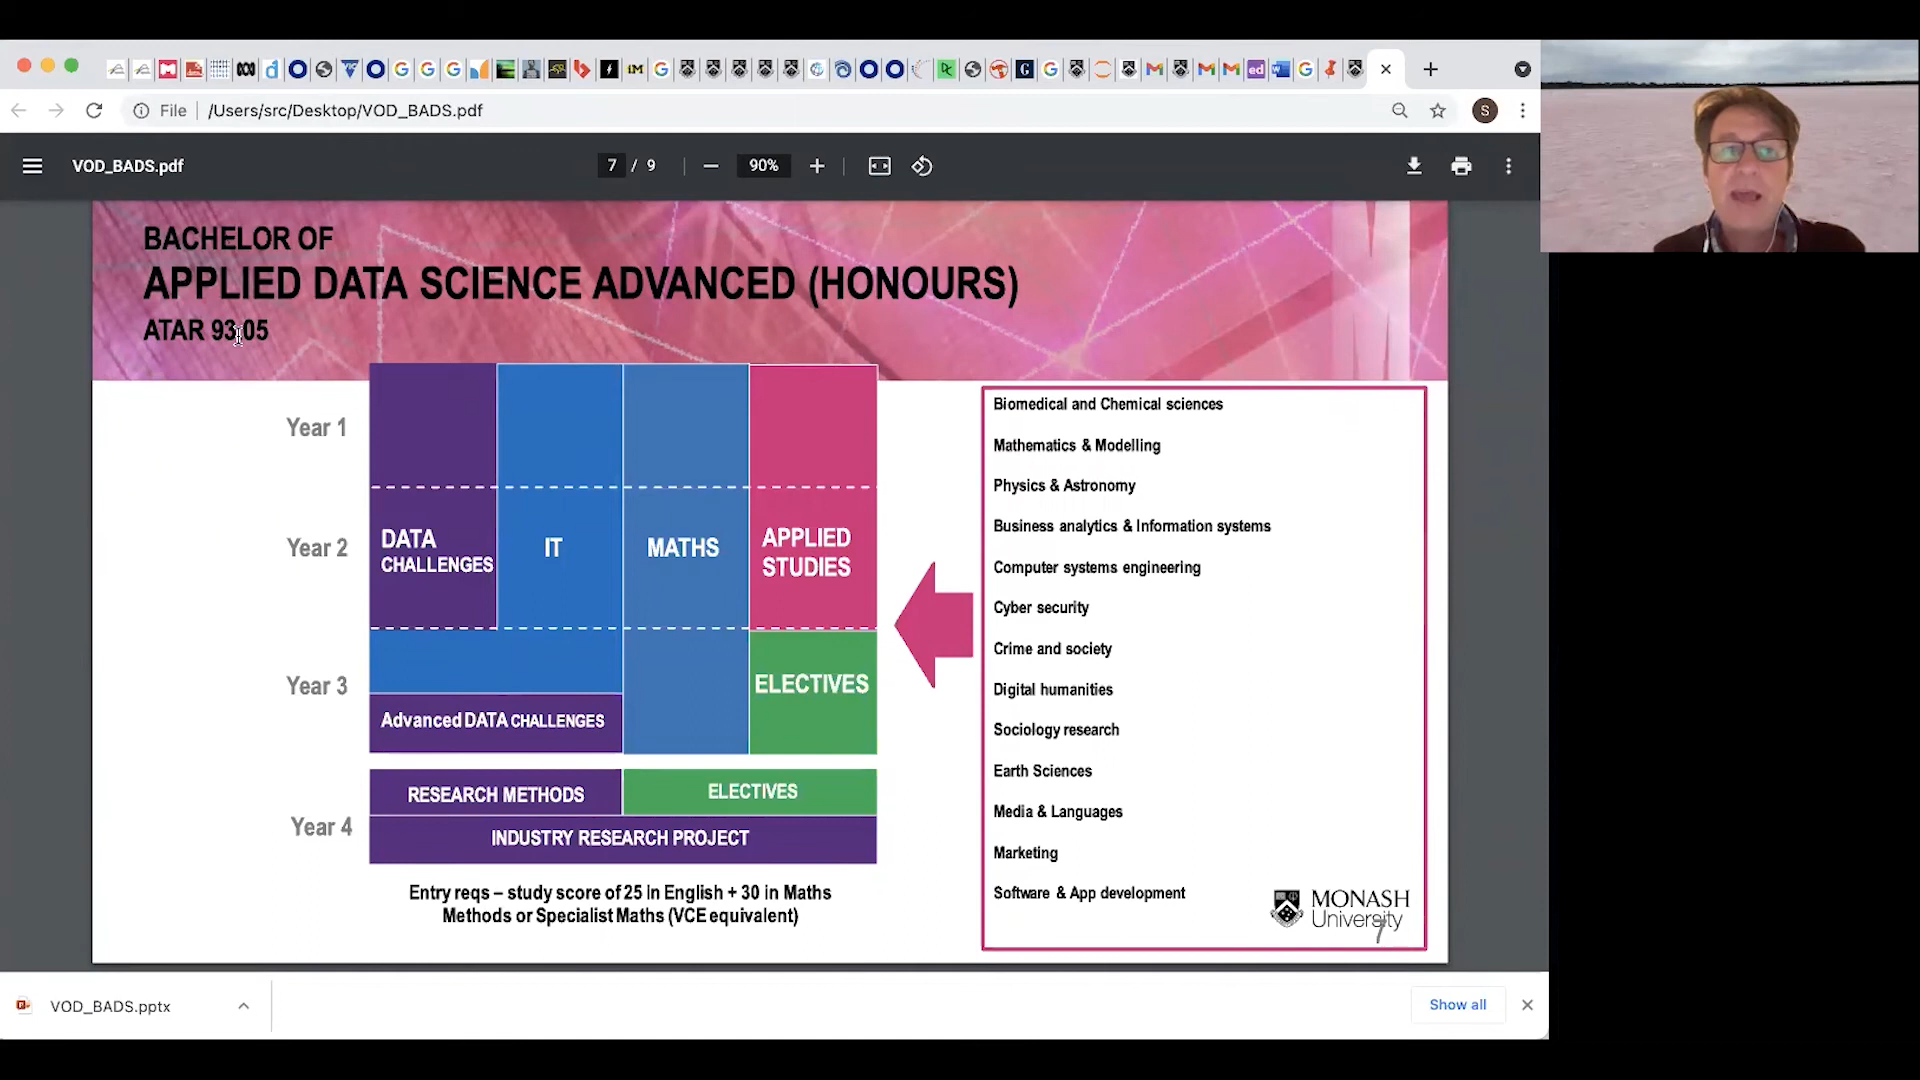 File
/Users/src/Desktop/VOD_BADS.pdf
S
VOD_BADS.pdf
7 / 9
90%
BACHELOR OF
APPLIED DATA SCIENCE ADVANCED (HONOURS)
ATAR 93.05
Year 1
Year 2
Year 3
Year 4
DATA
CHALLENGES
IT
MATHS
APPLIED
STUDIES
ELECTIVES
Advanced DATA CHALLENGES
RESEARCH METHODS
ELECTIVES
INDUSTRY RESEARCH PROJECT
Entry reqs – study score of 25 In English + 30 in Maths
Methods or Specialist Maths (VCE equivalent)
Biomedical and Chemical sciences
Mathematics & Modelling
Physics & Astronomy
Business analytics & Information systems
Computer systems engineering
Cyber security
Crime and society
Digital humanities
Sociology research
Earth Sciences
Media & Languages
Marketing
Software & App development
MONASH
University
7
VOD_BADS.pptx
Show all